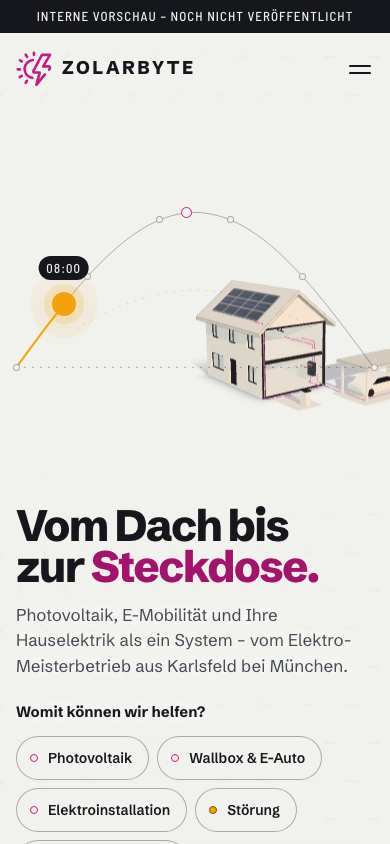 INTERNE VORSCHAU – NOCH NICHT VERÖFFENTLICHT
ZOLARBYTE
08:00
Vom Dach bis
zur Steckdose.
Photovoltaik, E-Mobilität und Ihre
Hauselektrik als ein System – vom Elektro-
Meisterbetrieb aus Karlsfeld bei München.
Womit können wir helfen?
Photovoltaik
Wallbox & E-Auto
Elektroinstallation
Störung